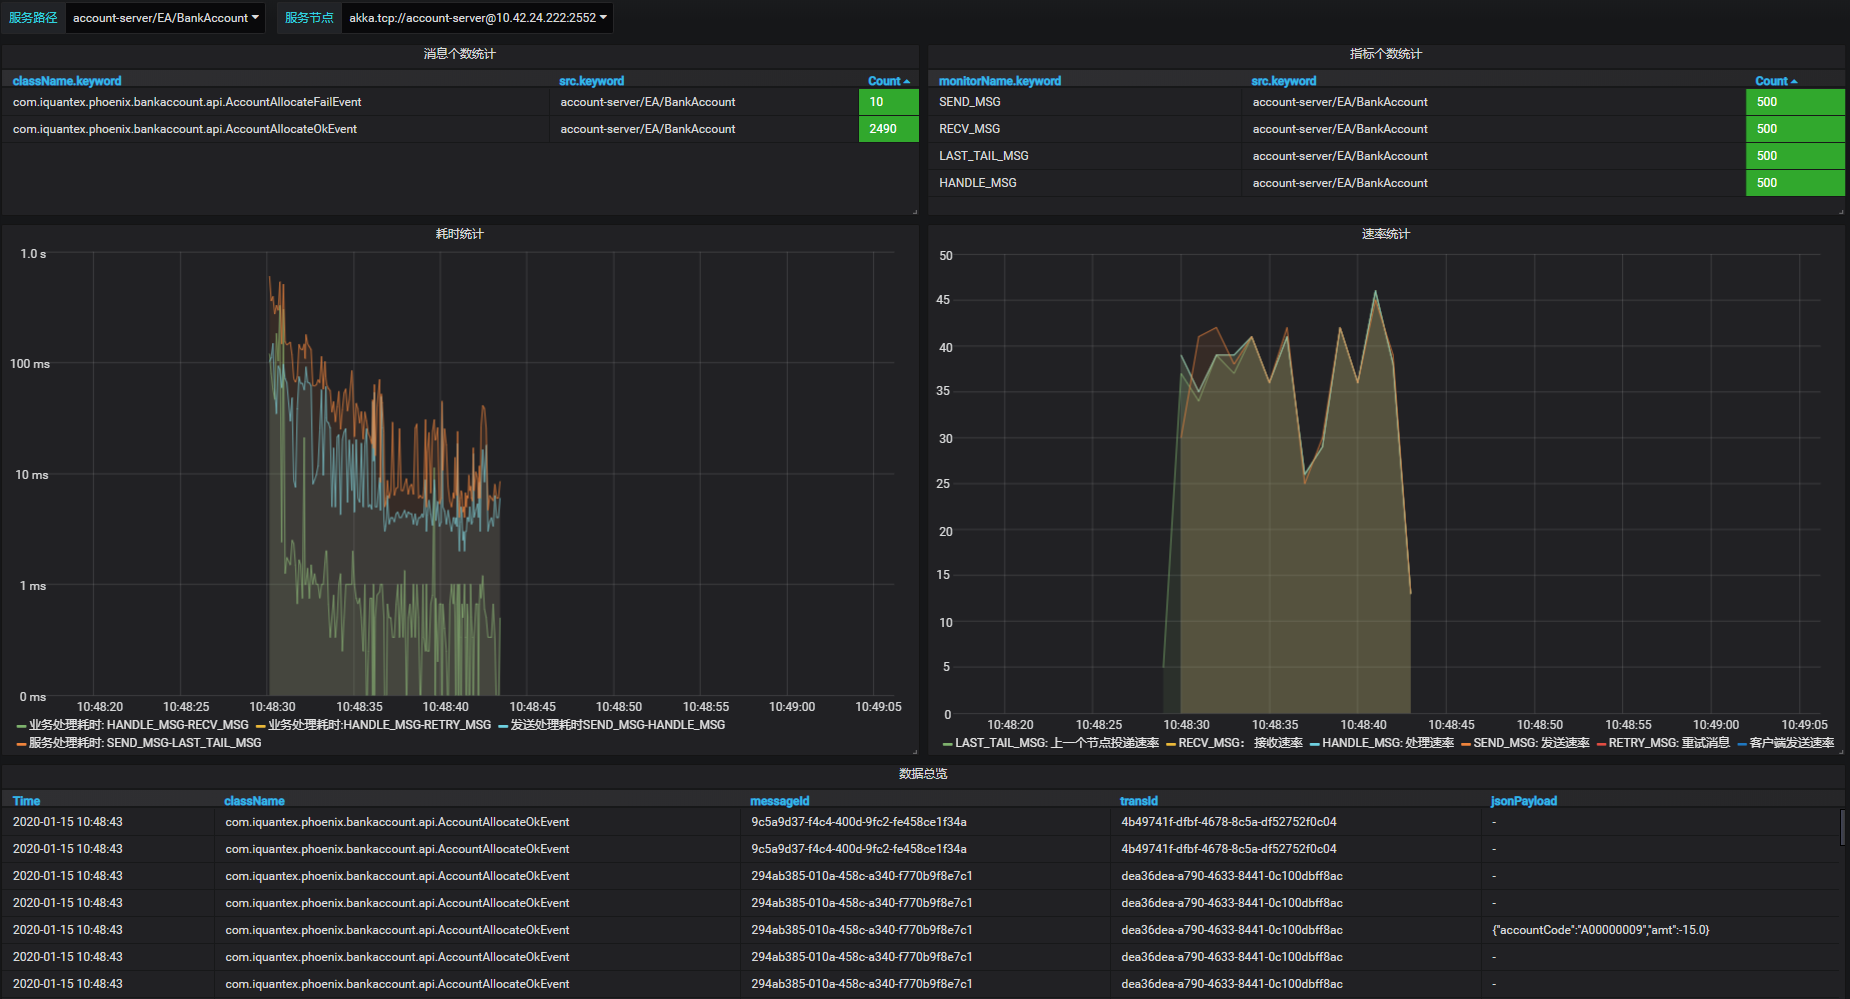 服务路径 account-server/EA/BankAccount 服务节点 akka.tcp://account-server@10.42.24.222:2552
消息个数统计
className.keyword src.keyword Count
com.iquantex.phoenix.bankaccount.api.AccountAllocateFailEvent account-server/EA/BankAccount 10
com.iquantex.phoenix.bankaccount.api.AccountAllocateOkEvent account-server/EA/BankAccount 2490
指标个数统计
monitorName.keyword src.keyword Count
SEND_MSG account-server/EA/BankAccount 500
RECV_MSG account-server/EA/BankAccount 500
LAST_TAIL_MSG account-server/EA/BankAccount 500
HANDLE_MSG account-server/EA/BankAccount 500
耗时统计
1.0 s
100 ms
10 ms
1 ms
0 ms
10:48:20 10:48:25 10:48:30 10:48:35 10:48:40 10:48:45 10:48:50 10:48:55 10:49:00 10:49:05
业务处理耗时: HANDLE_MSG-RECV_MSG 业务处理耗时:HANDLE_MSG-RETRY_MSG 发送处理耗时SEND_MSG-HANDLE_MSG
服务处理耗时: SEND_MSG-LAST_TAIL_MSG
速率统计
50
45
40
35
30
25
20
15
10
5
0
10:48:20 10:48:25 10:48:30 10:48:35 10:48:40 10:48:45 10:48:50 10:48:55 10:49:00 10:49:05
LAST_TAIL_MSG: 上一个节点投递速率 RECV_MSG： 接收速率 HANDLE_MSG: 处理速率 SEND_MSG: 发送速率 RETRY_MSG: 重试消息 客户端发送速率
数据总览
Time className messageId transId jsonPayload
2020-01-15 10:48:43 com.iquantex.phoenix.bankaccount.api.AccountAllocateOkEvent 9c5a9d37-f4c4-400d-9fc2-fe458ce1f34a 4b49741f-dfbf-4678-8c5a-df52752f0c04 -
2020-01-15 10:48:43 com.iquantex.phoenix.bankaccount.api.AccountAllocateOkEvent 9c5a9d37-f4c4-400d-9fc2-fe458ce1f34a 4b49741f-dfbf-4678-8c5a-df52752f0c04 -
2020-01-15 10:48:43 com.iquantex.phoenix.bankaccount.api.AccountAllocateOkEvent 294ab385-010a-458c-a340-f770b9f8e7c1 dea36dea-a790-4633-8441-0c100dbff8ac -
2020-01-15 10:48:43 com.iquantex.phoenix.bankaccount.api.AccountAllocateOkEvent 294ab385-010a-458c-a340-f770b9f8e7c1 dea36dea-a790-4633-8441-0c100dbff8ac -
2020-01-15 10:48:43 com.iquantex.phoenix.bankaccount.api.AccountAllocateOkEvent 294ab385-010a-458c-a340-f770b9f8e7c1 dea36dea-a790-4633-8441-0c100dbff8ac {"accountCode":"A00000009","amt":-15.0}
2020-01-15 10:48:43 com.iquantex.phoenix.bankaccount.api.AccountAllocateOkEvent 294ab385-010a-458c-a340-f770b9f8e7c1 dea36dea-a790-4633-8441-0c100dbff8ac -
2020-01-15 10:48:43 com.iquantex.phoenix.bankaccount.api.AccountAllocateOkEvent 294ab385-010a-458c-a340-f770b9f8e7c1 dea36dea-a790-4633-8441-0c100dbff8ac -